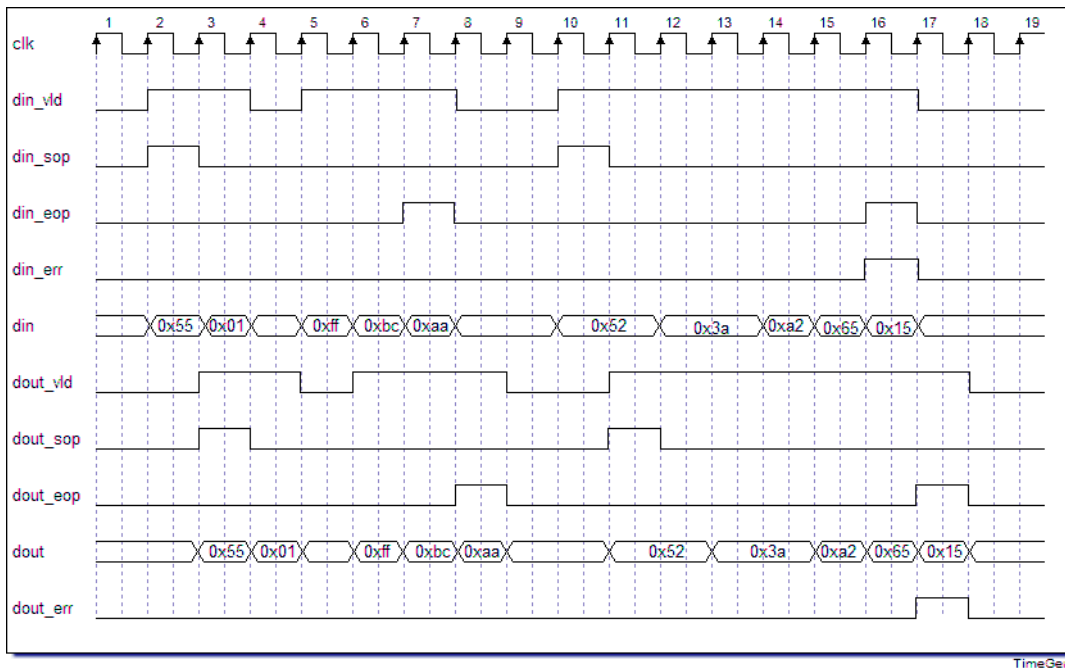 1 2 3 4 5 6 7 8 9 10 11 12 13 14 15 16 17 18 19
clk
din_vld
din_sop
din_eop
din_err
din 0x55 0x01 0xff 0xbc 0xaa 0x52 0x3a 0xa2 0x65 0x15
dout_vld
dout_sop
dout_eop
dout 0x55 0x01 0xff 0xbc 0xaa 0x52 0x3a 0xa2 0x65 0x15
dout_err